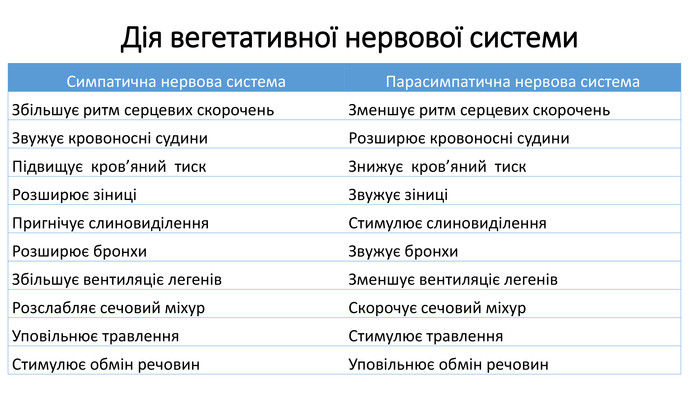 Дія вегетативної нервової системи
Симпатична нервова система Парасимпатична нервова система
Збільшує ритм серцевих скорочень Зменшує ритм серцевих скорочень
Звужує кровоносні судини Розширює кровоносні судини
Підвищує кров’яний тиск Знижує кров’яний тиск
Розширює зіниці Звужує зіниці
Пригнічує слиновиділення Стимулює слиновиділення
Розширює бронхи Звужує бронхи
Збільшує вентиляціє легенів Зменшує вентиляціє легенів
Розслабляє сечовий міхур Скорочує сечовий міхур
Уповільнює травлення Стимулює травлення
Стимулює обмін речовин Уповільнює обмін речовин